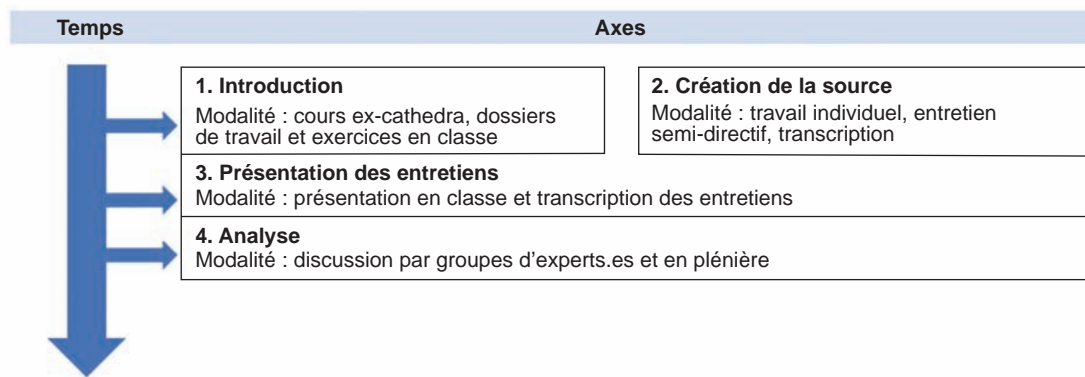 Temps
Axes
1. Introduction
Modalité : cours ex-cathedra, dossiers
de travail et exercices en classe
2. Création de la source
Modalité : travail individuel, entretien
semi-directif, transcription
3. Présentation des entretiens
Modalité : présentation en classe et transcription des entretiens
4. Analyse
Modalité : discussion par groupes d'experts.es et en plénière